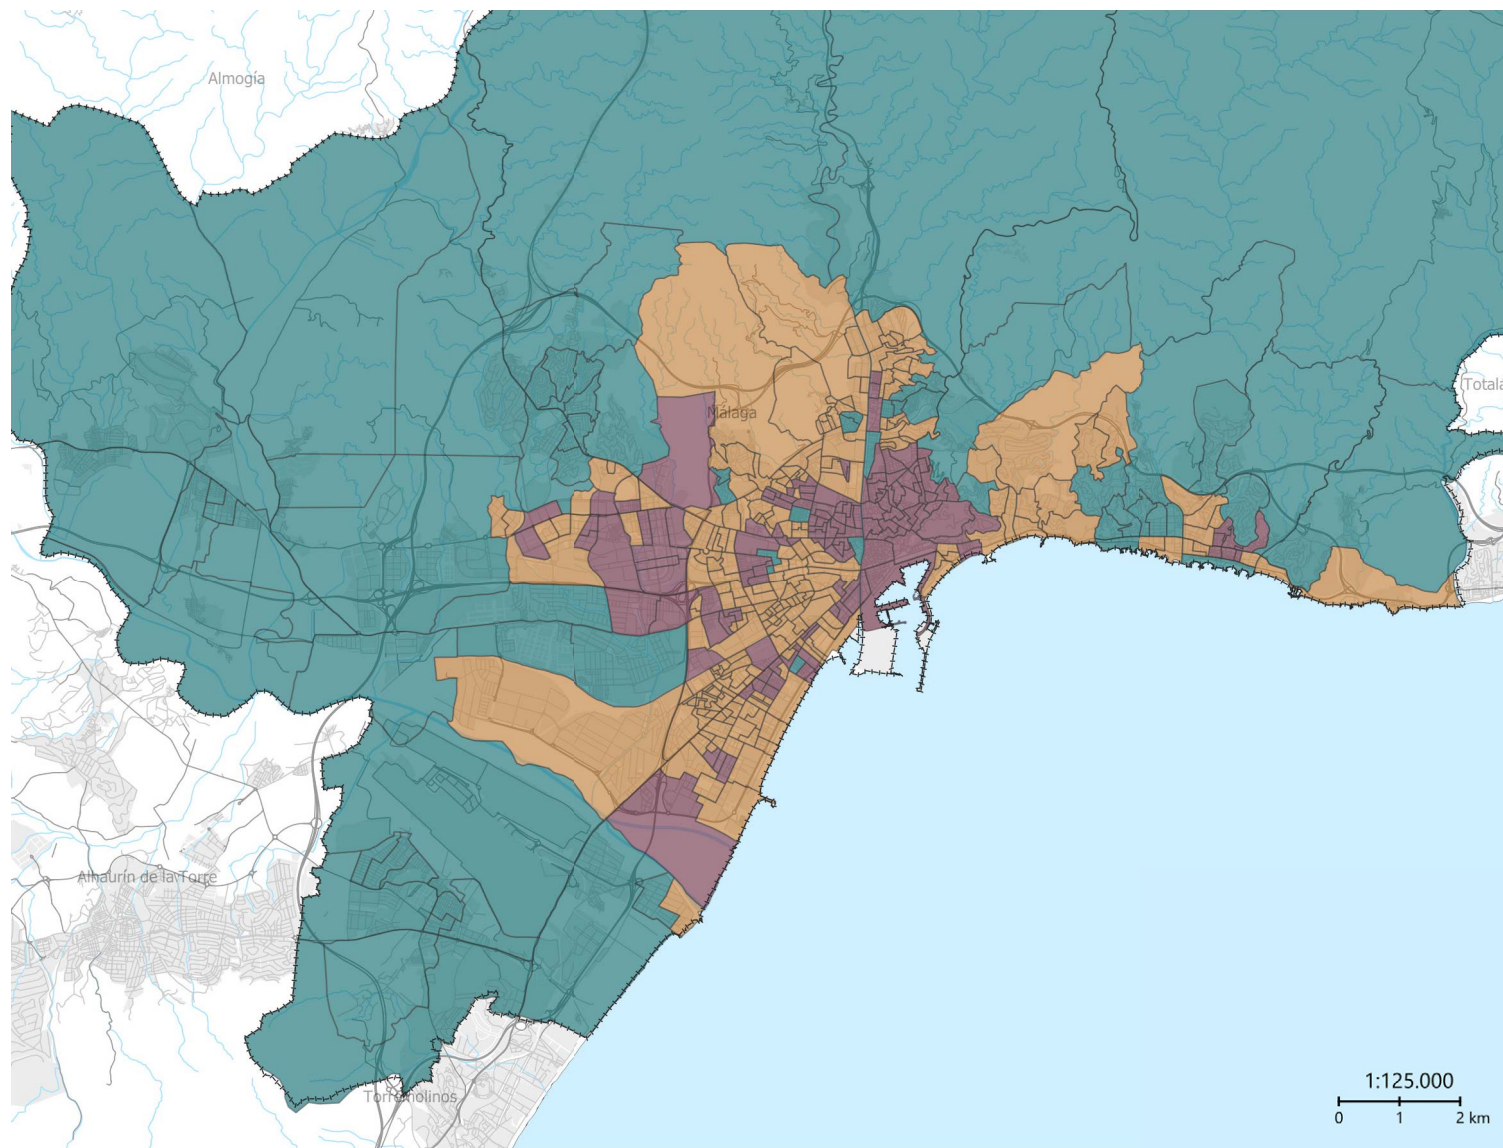 Almogía
Totala
Málaga
Alhaurín de la Torre
1:125.000
0 1 2 km
Torremolinos